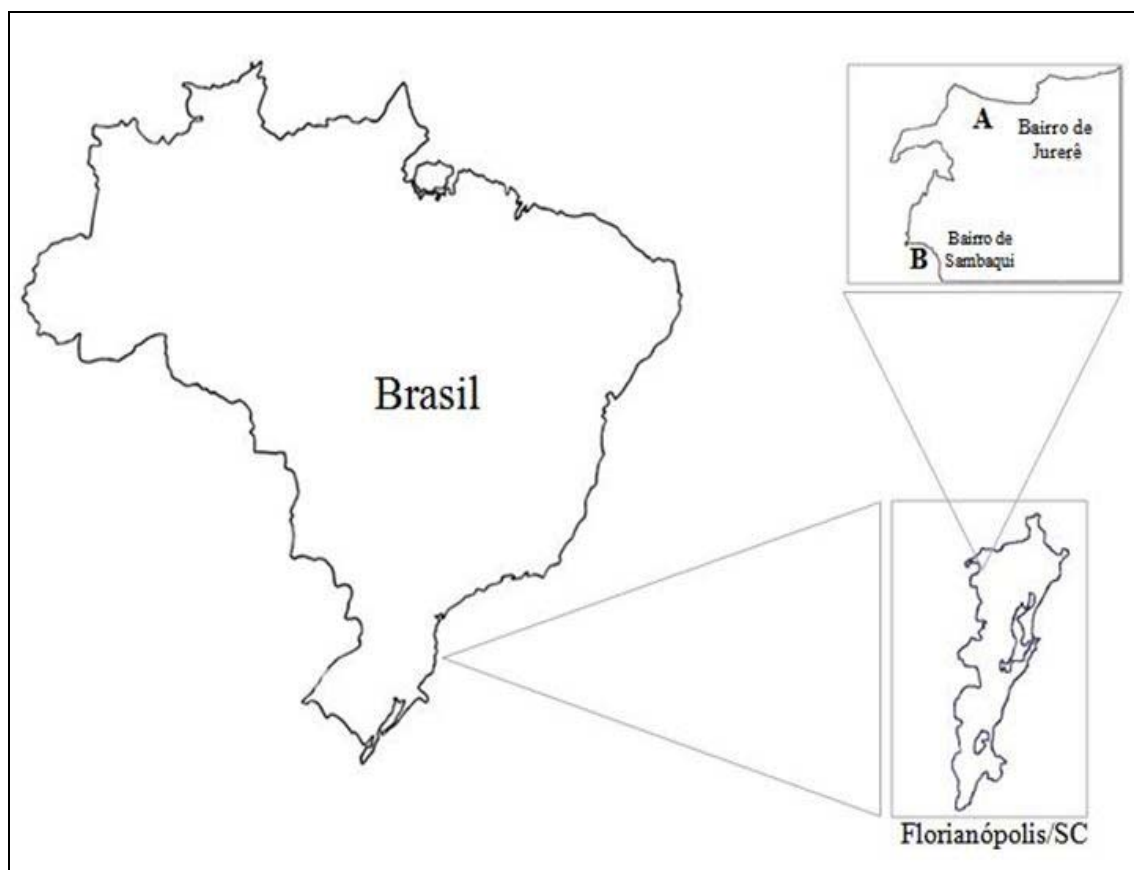 Brasil
A
Bairro de
Jurerê
B
Bairro de
Sambaqui
Florianópolis/SC